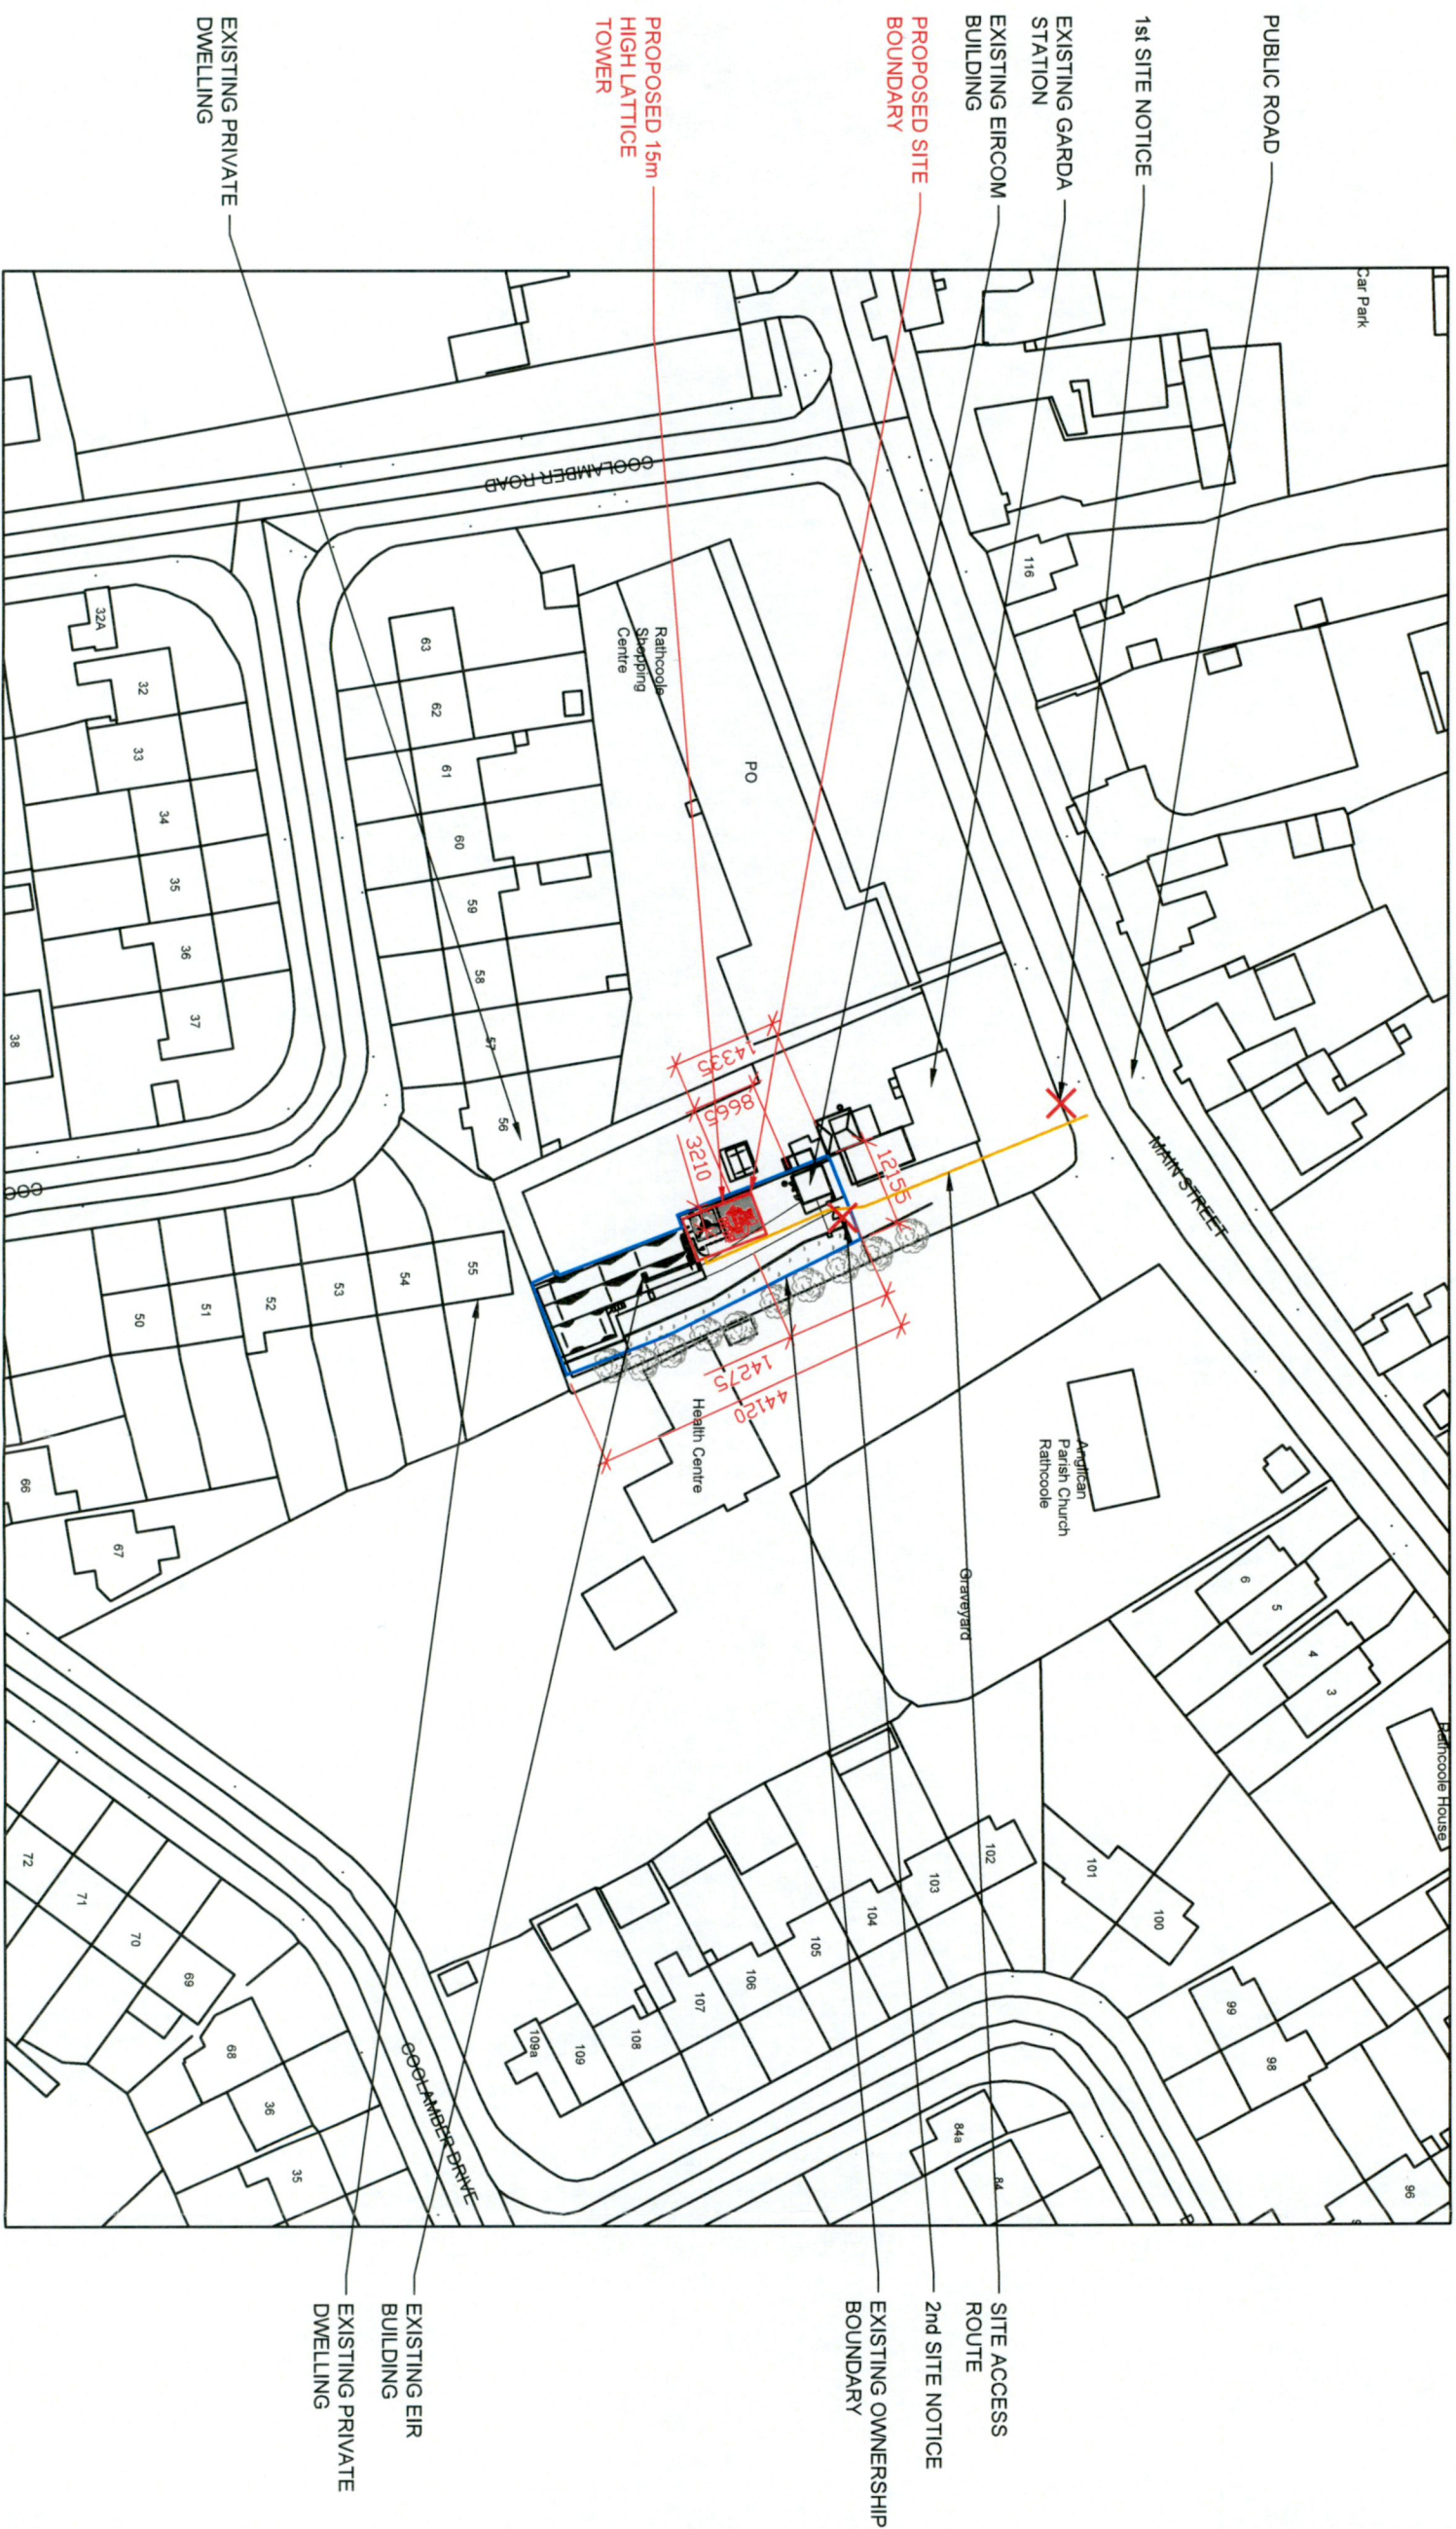 PUBLIC ROAD
1st SITE NOTICE
EXISTING GARDA
STATION
EXISTING EIRCOM
BUILDING
PROPOSED SITE
BOUNDARY
PROPOSED 15m
HIGH LATTICE
TOWER
EXISTING PRIVATE
DWELLING
Car Park
116
MAIN STREET
COOLAMBER ROAD
Rathcoole
Shopping
Centre
PO
63
62
61
60
59
58
57
56
32A
32
33
34
35
36
37
38
COO
14335
8665
3210
12155
14275
44120
55
54
53
52
51
50
66
67
Health Centre
Anglican
Parish Church
Rathcoole
Graveyard
6
5
4
3
Rathcoole House
102
101
100
103
104
105
106
107
108
109
109a
99
98
96
84a
84
72
71
70
69
68
36
35
COOLAMBER DRIVE
SITE ACCESS
ROUTE
2nd SITE NOTICE
EXISTING OWNERSHIP
BOUNDARY
EXISTING EIR
BUILDING
EXISTING PRIVATE
DWELLING